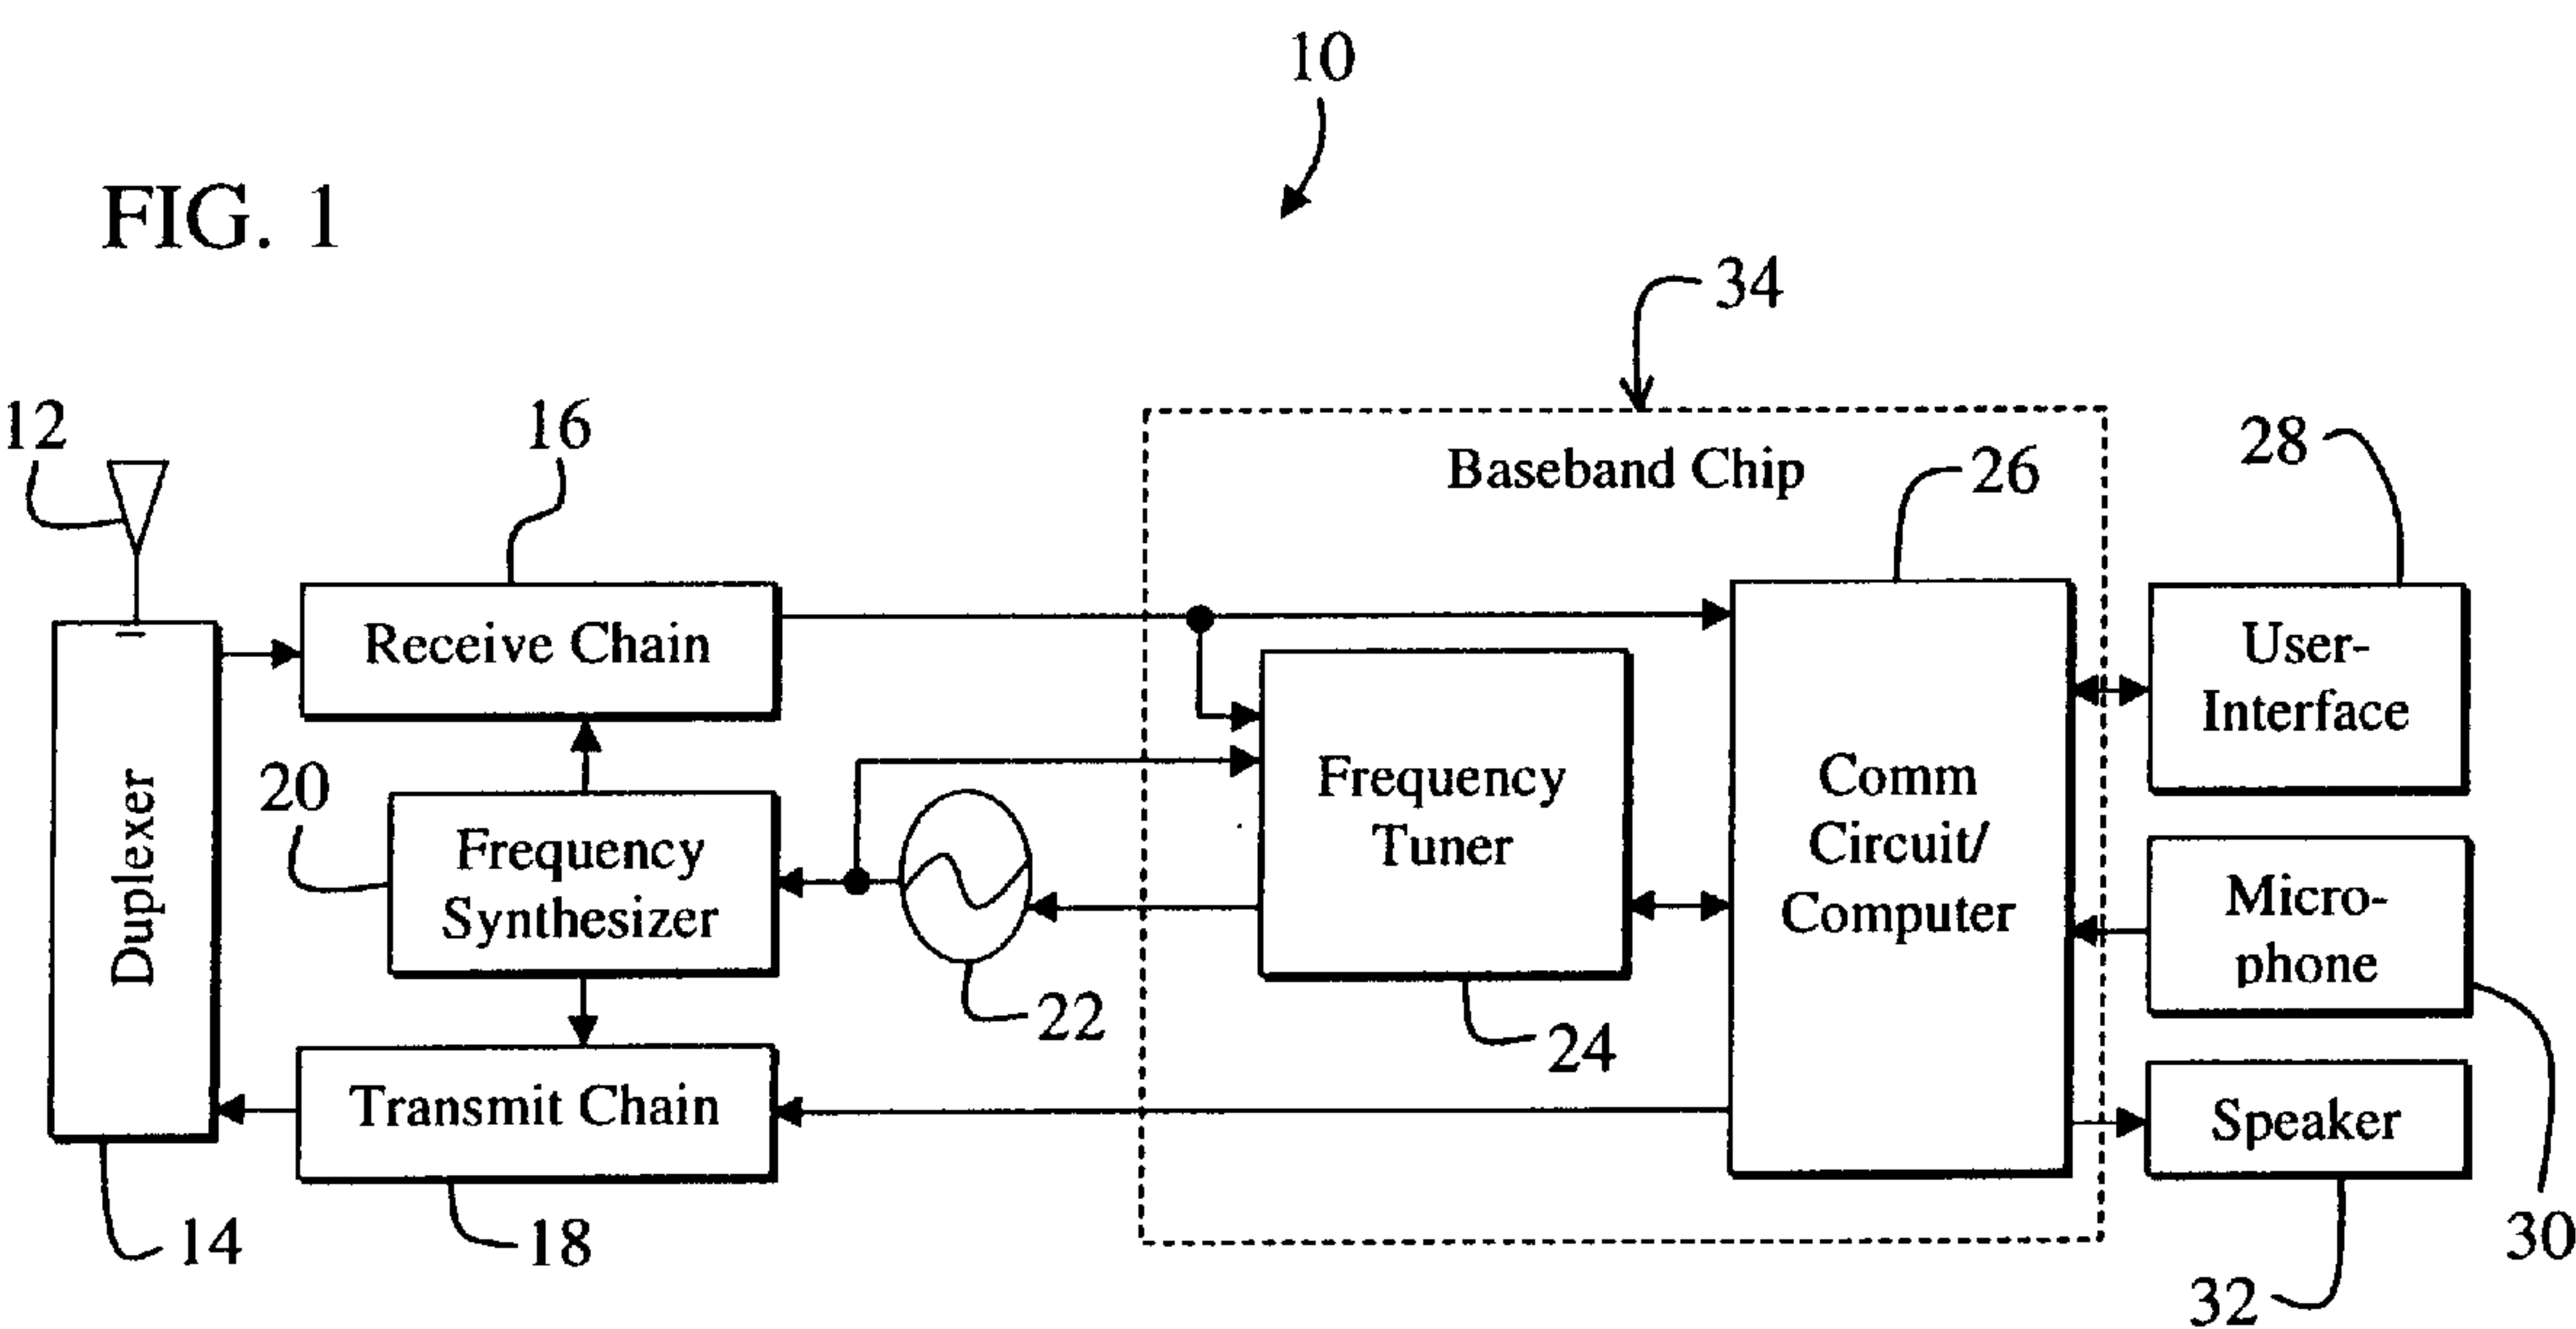 10
FIG. 1
34
12
16
28
Baseband Chip
26
Receive Chain
User-
Interface
20
Duplexer
Frequency
Synthesizer
Frequency
Tuner
Comm
Circuit/
Computer
Micro-
phone
22
24
Transmit Chain
Speaker
14
18
30
32